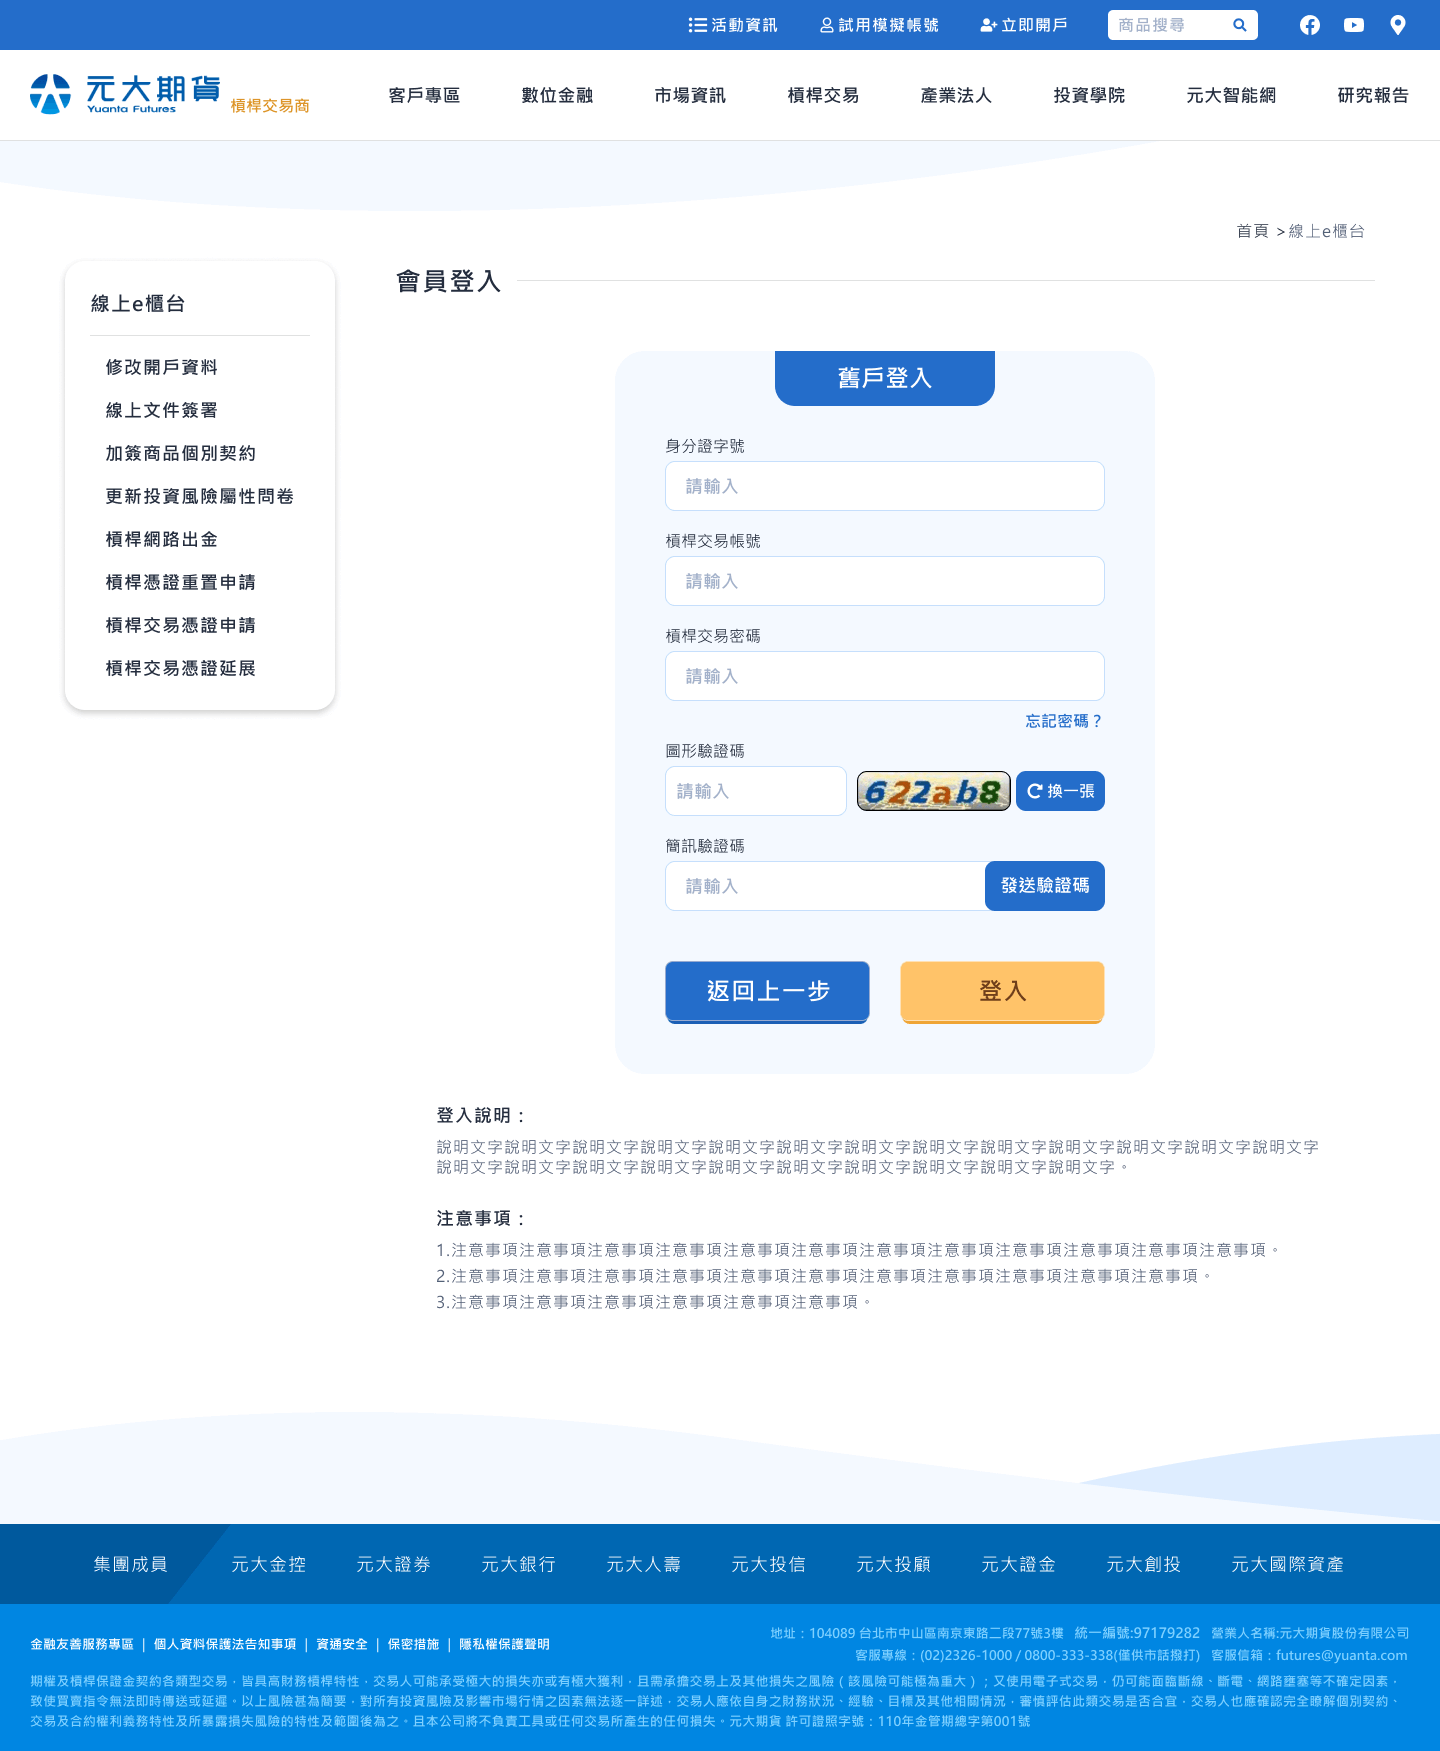 活動資訊
試用模擬帳號
立即開戶
商品搜尋
元大期貨
Yuanta Futures
槓桿交易商
客戶專區
數位金融
市場資訊
槓桿交易
產業法人
投資學院
元大智能網
研究報告
首頁 >線上e櫃台
線上e櫃台
修改開戶資料
線上文件簽署
加簽商品個別契約
更新投資風險屬性問卷
槓桿網路出金
槓桿憑證重置申請
槓桿交易憑證申請
槓桿交易憑證延展
會員登入
舊戶登入
身分證字號
請輸入
槓桿交易帳號
請輸入
槓桿交易密碼
請輸入
忘記密碼？
圖形驗證碼
請輸入
622ab8
換一張
簡訊驗證碼
請輸入
發送驗證碼
返回上一步
登入
登入說明：
說明文字說明文字說明文字說明文字說明文字說明文字說明文字說明文字說明文字說明文字說明文字說明文字說明文字
說明文字說明文字說明文字說明文字說明文字說明文字說明文字說明文字說明文字說明文字。
注意事項：
1.注意事項注意事項注意事項注意事項注意事項注意事項注意事項注意事項注意事項注意事項注意事項注意事項。
2.注意事項注意事項注意事項注意事項注意事項注意事項注意事項注意事項注意事項注意事項注意事項。
3.注意事項注意事項注意事項注意事項注意事項注意事項。
集團成員
元大金控
元大證券
元大銀行
元大人壽
元大投信
元大投顧
元大證金
元大創投
元大國際資產
金融友善服務專區 | 個人資料保護法告知事項 | 資通安全 | 保密措施 | 隱私權保護聲明
地址：104089 台北市中山區南京東路二段77號3樓 統一編號:97179282 營業人名稱:元大期貨股份有限公司
客服專線：(02)2326-1000 / 0800-333-338(僅供市話撥打) 客服信箱：futures@yuanta.com
期權及槓桿保證金契約各類型交易，皆具高財務槓桿特性，交易人可能承受極大的損失亦或有極大獲利，且需承擔交易上及其他損失之風險（該風險可能極為重大）；又使用電子式交易，仍可能面臨斷線、斷電、網路壅塞等不確定因素，
致使買賣指令無法即時傳送或延遲。以上風險甚為簡要，對所有投資風險及影響市場行情之因素無法逐一詳述，交易人應依自身之財務狀況、經驗、目標及其他相關情況，審慎評估此類交易是否合宜，交易人也應確認完全瞭解個別契約、
交易及合約權利義務特性及所暴露損失風險的特性及範圍後為之。且本公司將不負責工具或任何交易所產生的任何損失。元大期貨 許可證照字號：110年金管期總字第001號